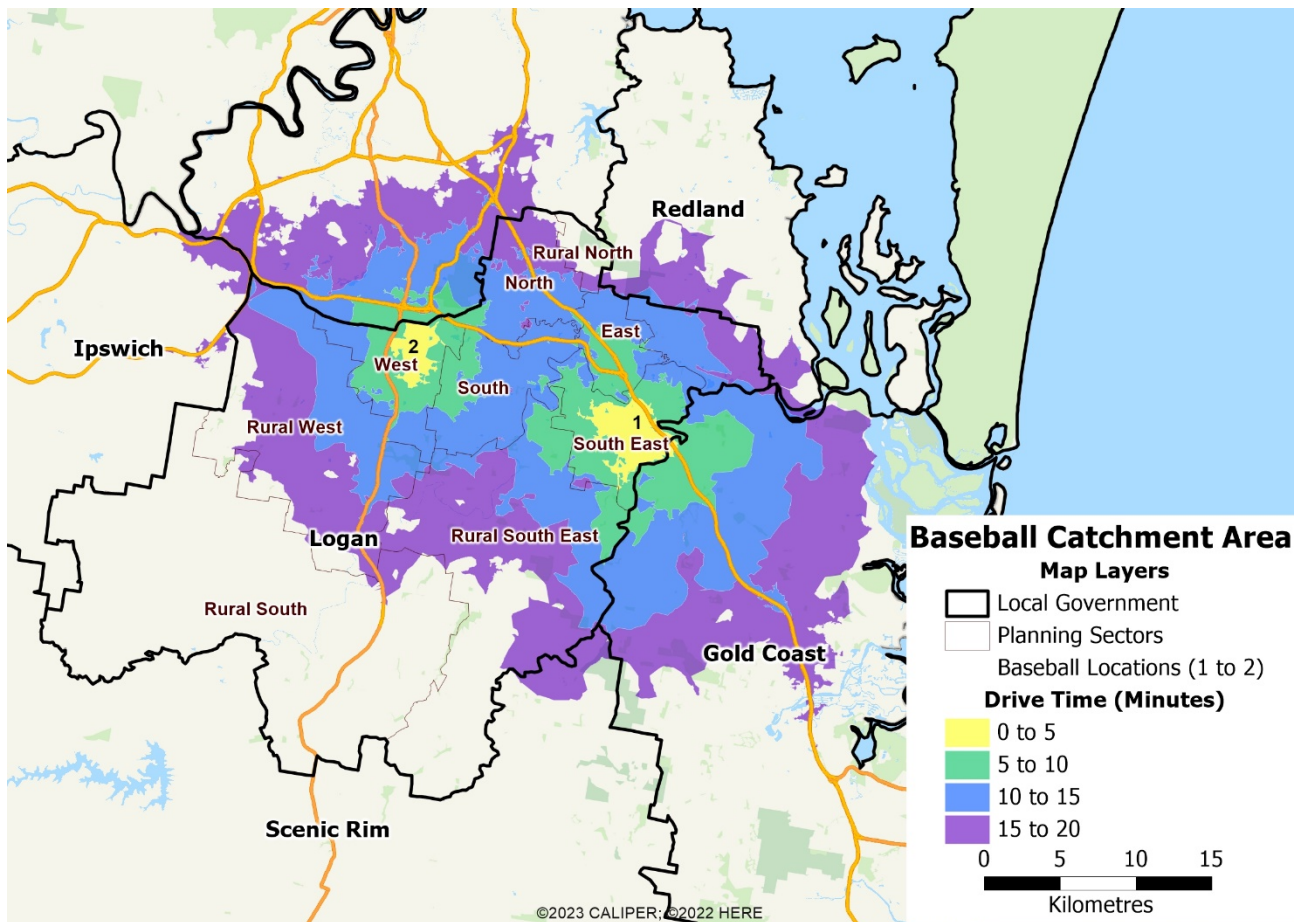 Redland
Rural North
North
East
Ipswich
2
West
South
1
South East
Rural West
Logan
Rural South East
Rural South
Gold Coast
Scenic Rim
Baseball Catchment Area
Map Layers
Local Government
Planning Sectors
Baseball Locations (1 to 2)
Drive Time (Minutes)
0 to 5
5 to 10
10 to 15
15 to 20
0 5 10 15
Kilometres
©2023 CALIPER; ©2022 HERE